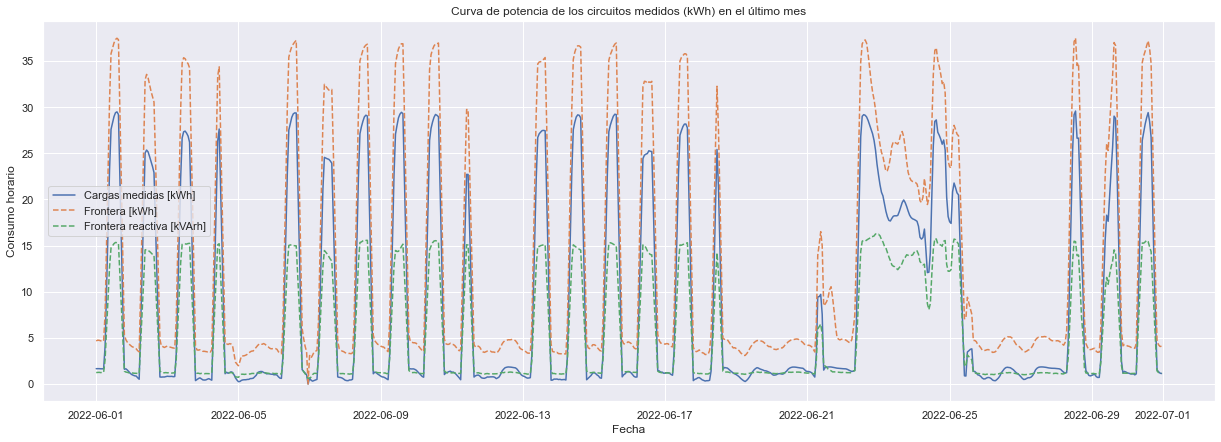 Curva de potencia de los circuitos medidos (kWh) en el último mes
Consumo horario
35
30
25
20
15
10
5
0
Cargas medidas [kWh]
Frontera [kWh]
Frontera reactiva [kVArh]
2022-06-01 2022-06-05 2022-06-09 2022-06-13 2022-06-17 2022-06-21 2022-06-25 2022-06-29 2022-07-01
Fecha